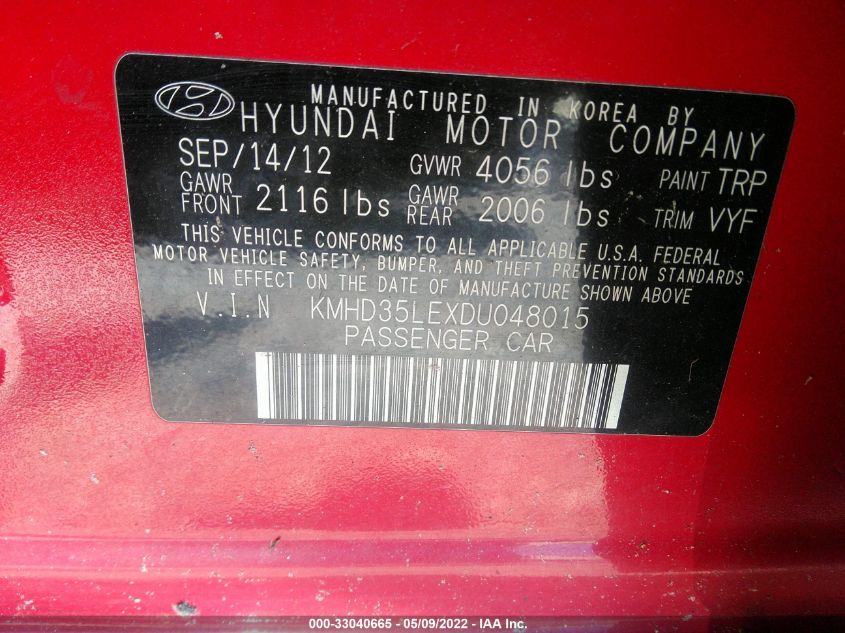 MANUFACTURED IN KOREA BY
HYUNDAI MOTOR COMPANY
SEP/14/12 GVWR 4056 lbs PAINT TRP
GAWR FRONT 2116 lbs GAWR REAR 2006 lbs TRIM VYF
THIS VEHICLE CONFORMS TO ALL APPLICABLE U.S.A. FEDERAL
MOTOR VEHICLE SAFETY, BUMPER, AND THEFT PREVENTION STANDARDS
IN EFFECT ON THE DATE OF MANUFACTURE SHOWN ABOVE
V.I.N KMHD35LEXDU048015
PASSENGER CAR
000-33040665 - 05/09/2022 - IAA Inc.